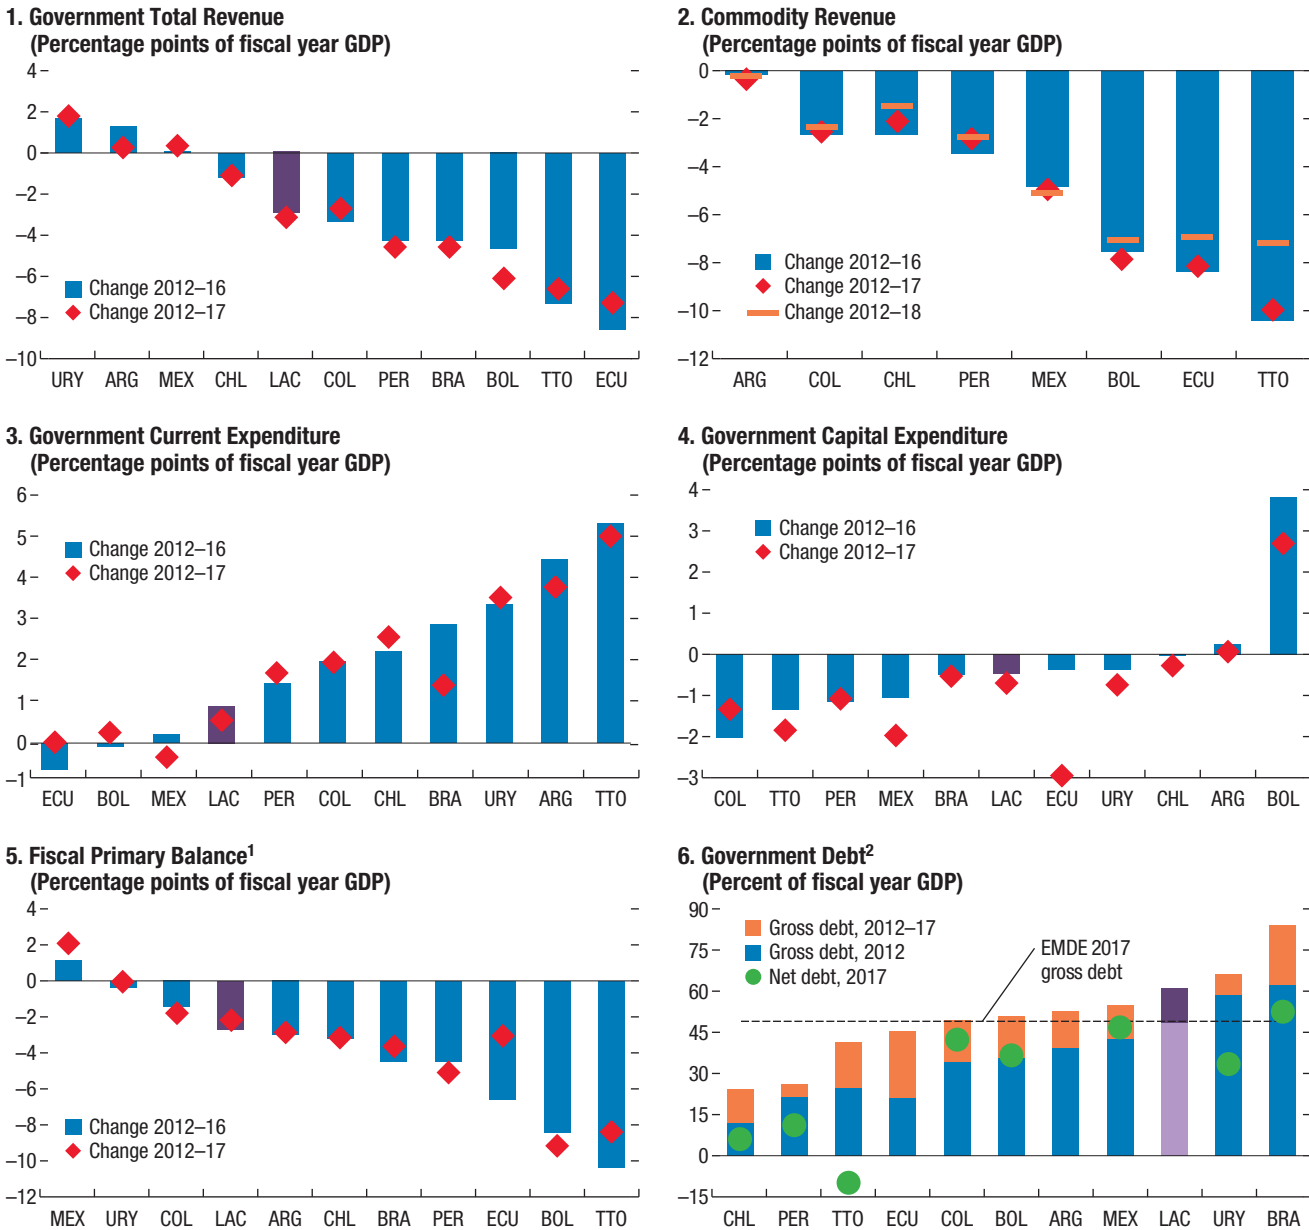 1. Government Total Revenue
(Percentage points of fiscal year GDP)
4
2
0
–2
–4
–6
–8
–10
Change 2012–16
Change 2012–17
URY ARG MEX CHL LAC COL PER BRA BOL TTO ECU
2. Commodity Revenue
(Percentage points of fiscal year GDP)
0
–2
–4
–6
–8
–10
–12
Change 2012–16
Change 2012–17
Change 2012–18
ARG COL CHL PER MEX BOL ECU TTO
3. Government Current Expenditure
(Percentage points of fiscal year GDP)
6
5
4
3
2
1
0
–1
Change 2012–16
Change 2012–17
ECU BOL MEX LAC PER COL CHL BRA URY ARG TTO
4. Government Capital Expenditure
(Percentage points of fiscal year GDP)
4
3
2
1
0
–1
–2
–3
Change 2012–16
Change 2012–17
COL TTO PER MEX BRA LAC ECU URY CHL ARG BOL
5. Fiscal Primary Balance1
(Percentage points of fiscal year GDP)
4
2
0
–2
–4
–6
–8
–10
–12
Change 2012–16
Change 2012–17
MEX URY COL LAC ARG CHL BRA PER ECU BOL TTO
6. Government Debt2
(Percent of fiscal year GDP)
90
75
60
45
30
15
0
–15
Gross debt, 2012–17
Gross debt, 2012
Net debt, 2017
EMDE 2017
gross debt
CHL PER TTO ECU COL BOL ARG MEX LAC URY BRA